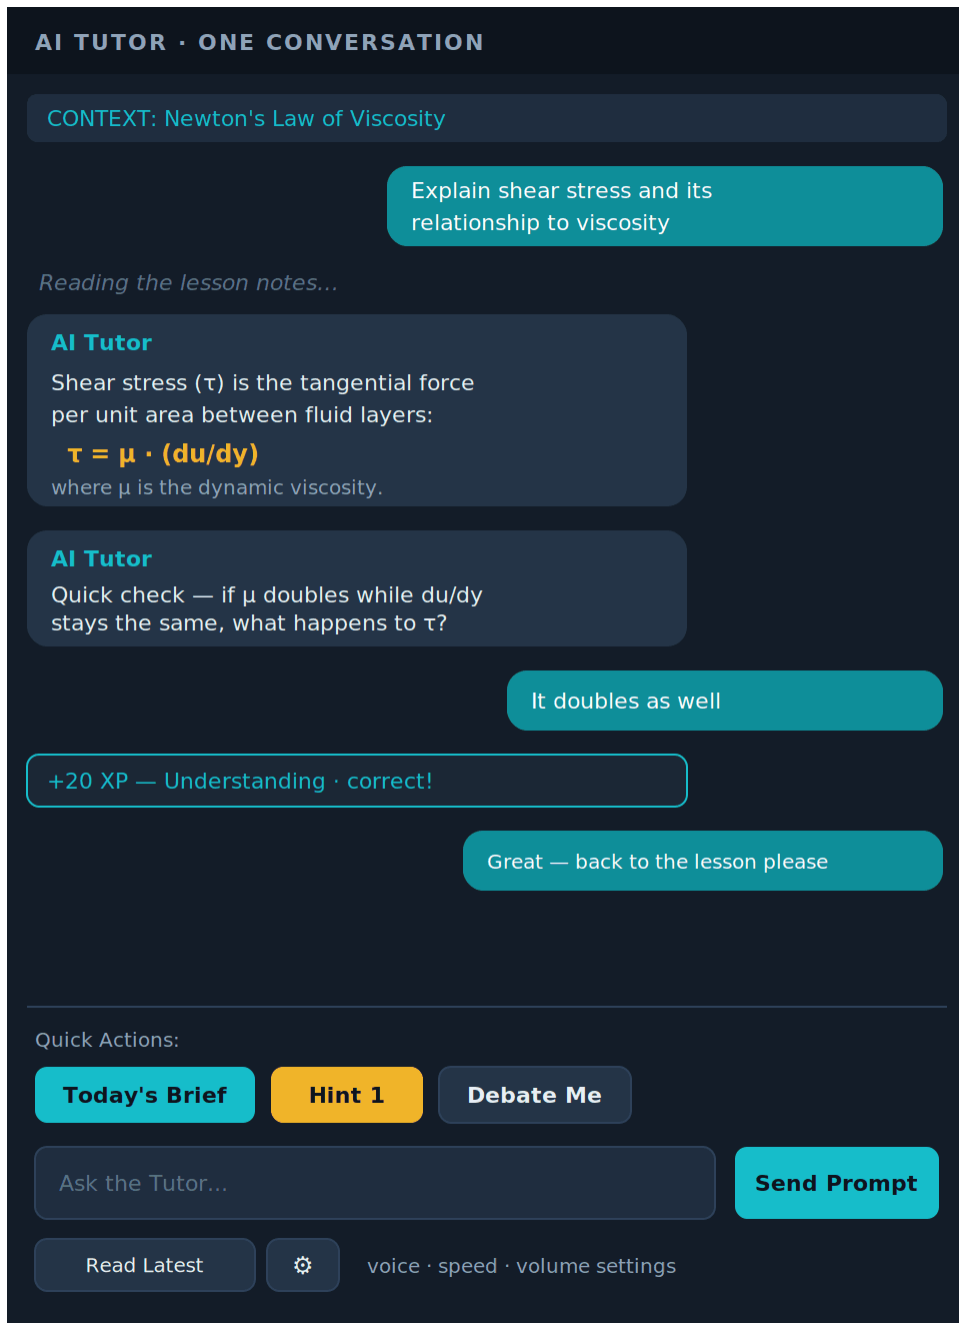 AI TUTOR · ONE CONVERSATION
CONTEXT: Newton's Law of Viscosity
Explain shear stress and its
relationship to viscosity
Reading the lesson notes…
AI Tutor
Shear stress (τ) is the tangential force
per unit area between fluid layers:
τ = μ · (du/dy)
where μ is the dynamic viscosity.
AI Tutor
Quick check — if μ doubles while du/dy
stays the same, what happens to τ?
It doubles as well
+20 XP — Understanding · correct!
Great — back to the lesson please
Quick Actions:
Today's Brief
Hint 1
Debate Me
Ask the Tutor…
Send Prompt
Read Latest
⚙
voice · speed · volume settings